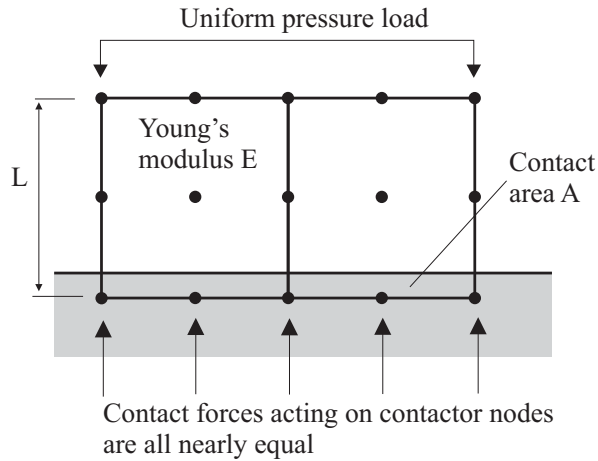 Uniform pressure load
Young's
modulus E
L
Contact
area A
Contact forces acting on contactor nodes
are all nearly equal